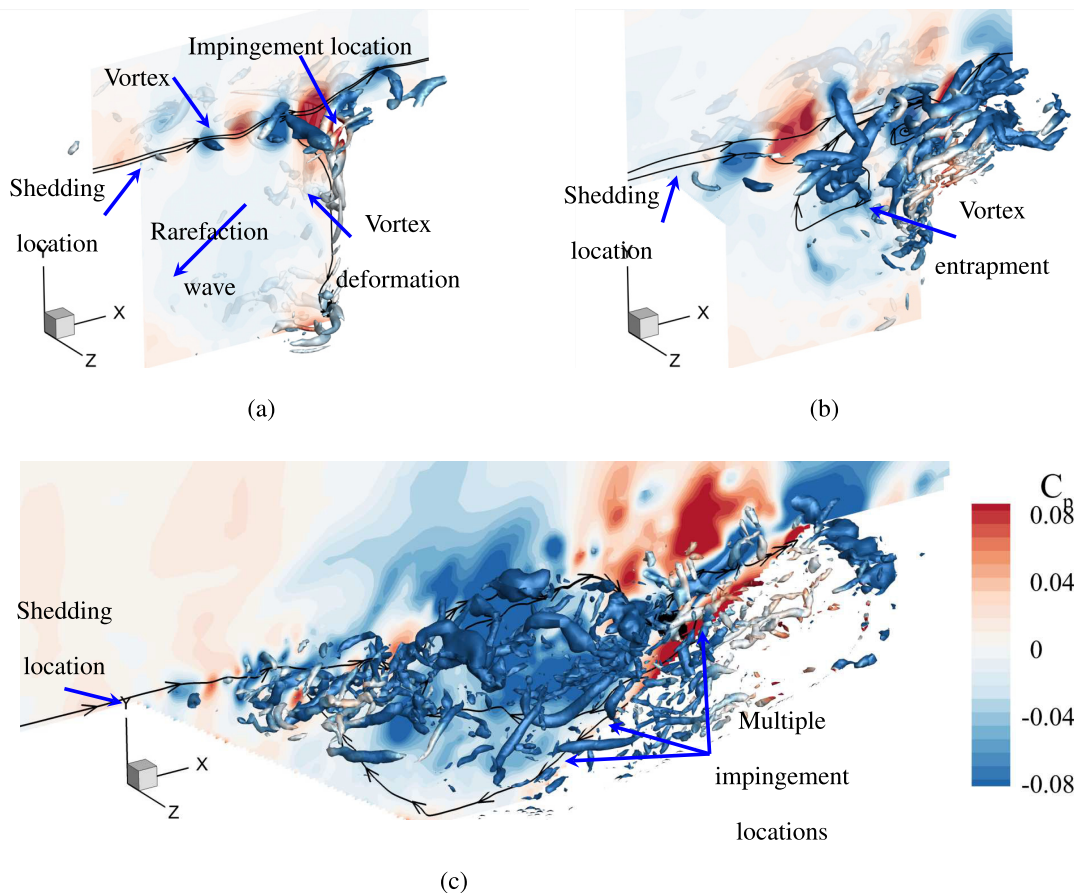 Impingement location
Vortex
Shedding
location
Rarefaction
wave
Vortex
deformation
Y
X
Z
(a)
Shedding
location
Vortex
entrapment
Y
X
Z
(b)
Shedding
location
Y
X
Z
Multiple
impingement
locations
C
p
0.08
0.04
0
-0.04
-0.08
(c)